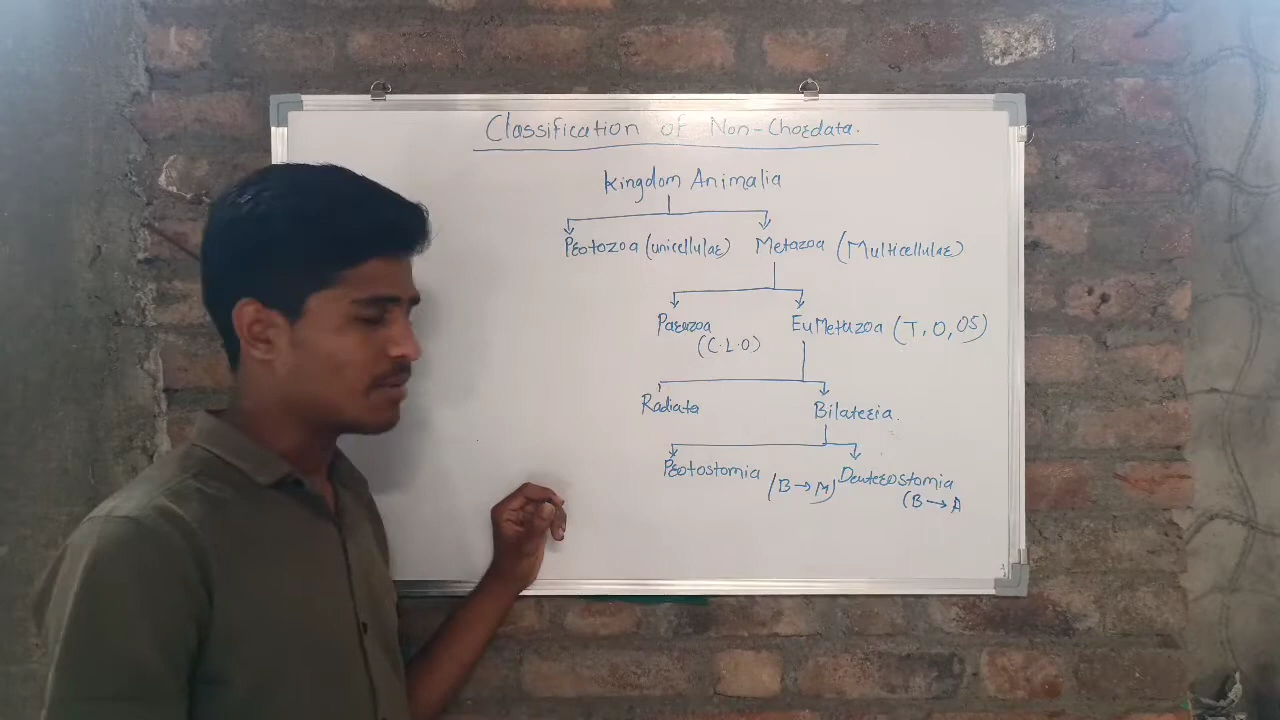 Classification of Non-Chordata.
Kingdom Animalia
Protozoa (unicellular) Metazoa (Multicellular)
Parazoa EuMetazoa (T, O, OS)
(C.L.O)
Radiata Bilateria.
Protostomia (B→M) Deuterostomia
(B→A